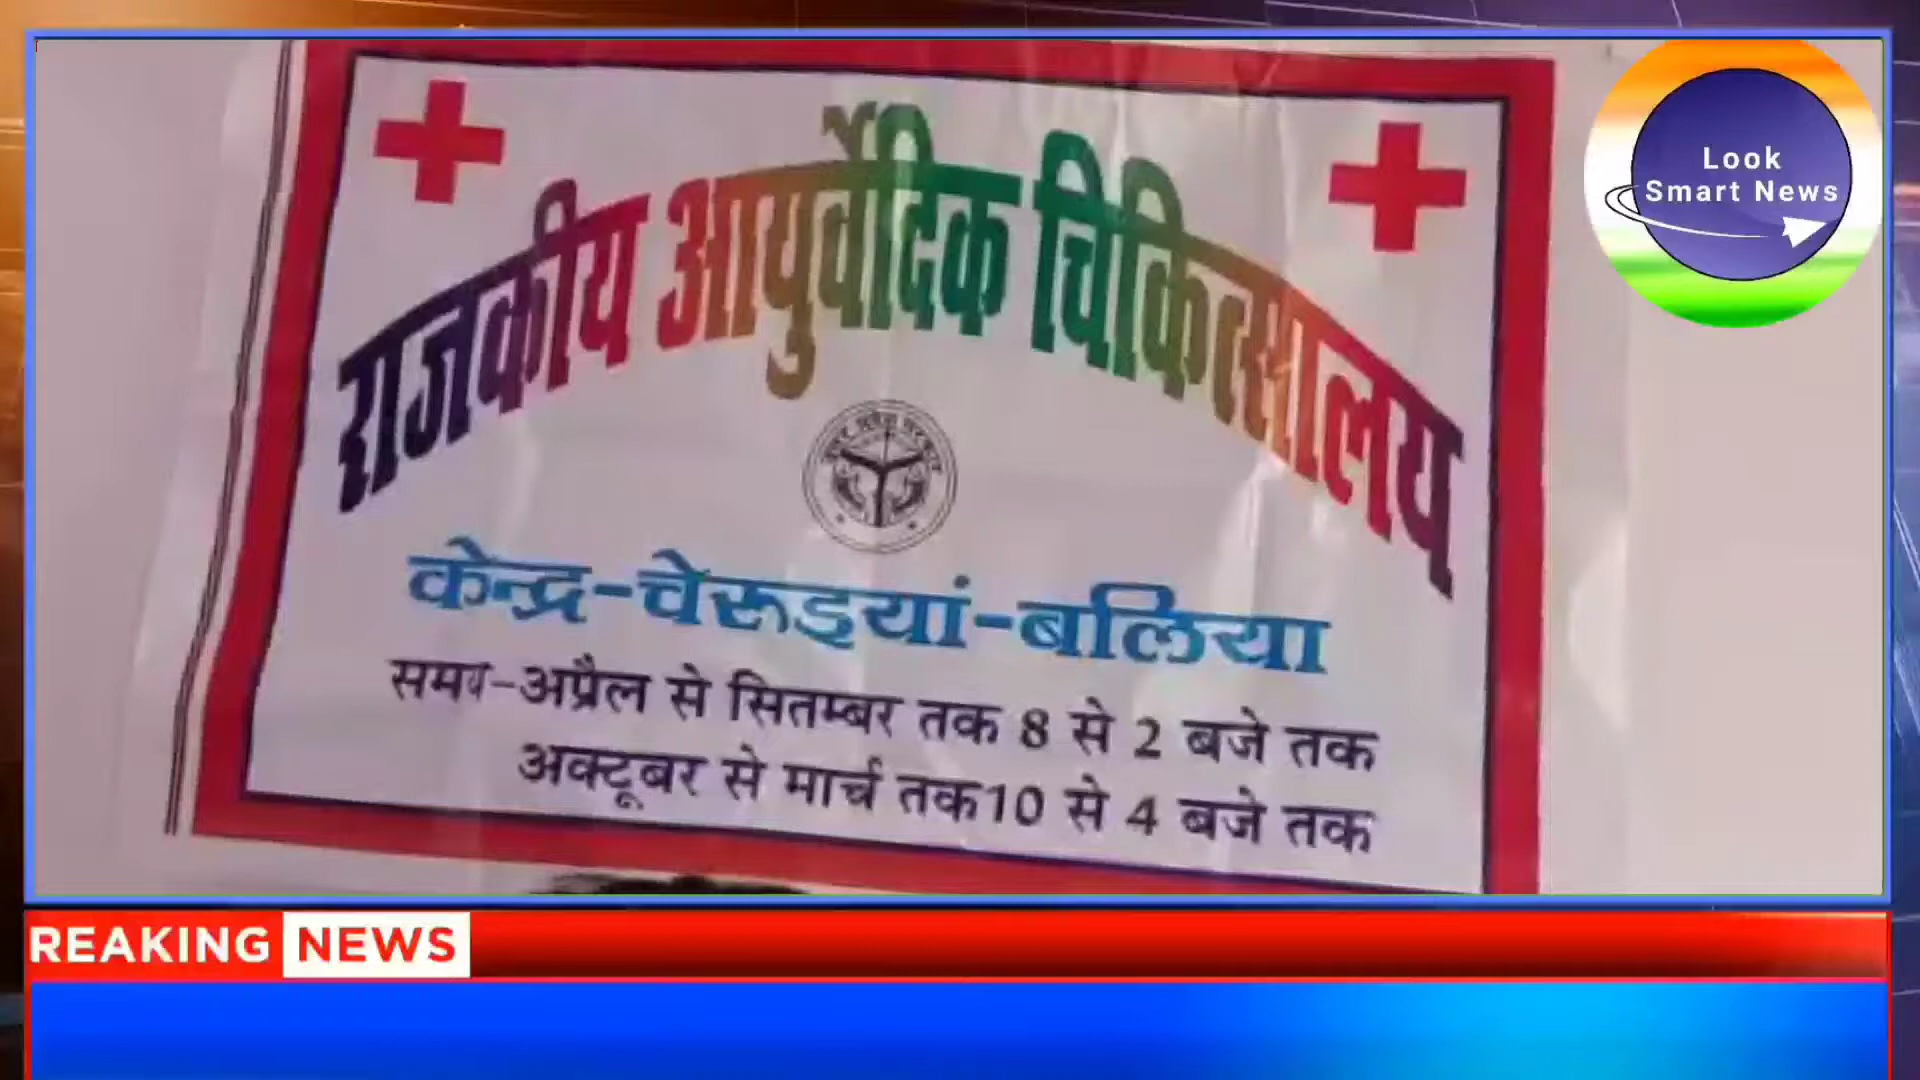 राजकीय आयुर्वेदिक चिकित्सालय
केन्द्र-चेरूइयां-बलिया
समय-अप्रैल से सितम्बर तक 8 से 2 बजे तक
अक्टूबर से मार्च तक10 से 4 बजे तक
Look
Smart News
REAKING NEWS